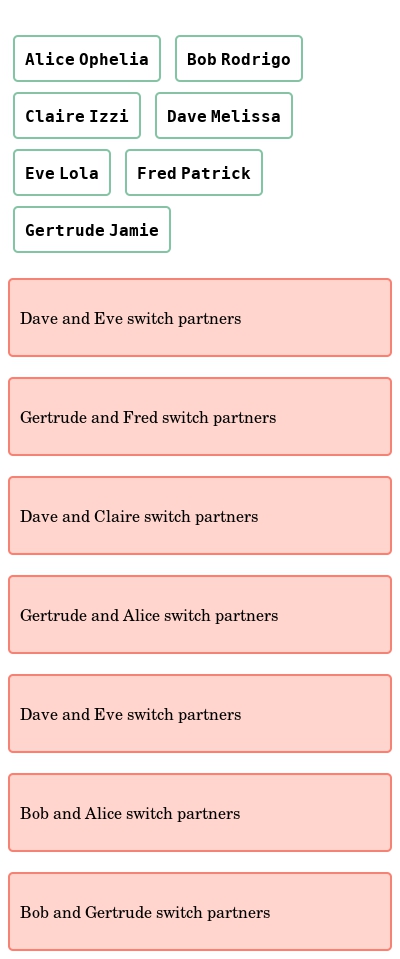 Alice Ophelia Bob Rodrigo
Claire Izzi Dave Melissa
Eve Lola Fred Patrick
Gertrude Jamie
Dave and Eve switch partners
Gertrude and Fred switch partners
Dave and Claire switch partners
Gertrude and Alice switch partners
Dave and Eve switch partners
Bob and Alice switch partners
Bob and Gertrude switch partners